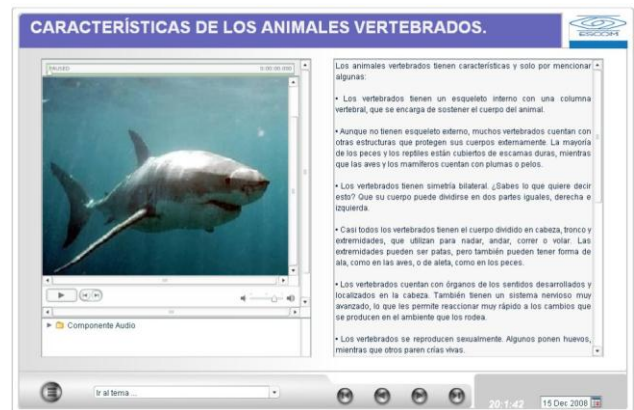 CARACTERÍSTICAS DE LOS ANIMALES VERTEBRADOS.
ESCOM
PAUSED
0:00:00.000
Los animales vertebrados tienen características y solo por mencionar
algunas:
• Los vertebrados tienen un esqueleto interno con una columna
vertebral, que se encarga de sostener el cuerpo del animal.
• Aunque no tienen esqueleto externo, muchos vertebrados cuentan con
otras estructuras que protegen sus cuerpos externamente. La mayoría
de los peces y los reptiles están cubiertos de escamas duras, mientras
que las aves y los mamíferos cuentan con plumas o pelos.
• Los vertebrados tienen simetría bilateral. ¿Sabes lo que quiere decir
esto? Que su cuerpo puede dividirse en dos partes iguales, derecha e
izquierda.
• Casi todos los vertebrados tienen el cuerpo dividido en cabeza, tronco y
extremidades, que utilizan para nadar, andar, correr o volar. Las
extremidades pueden ser patas, pero también pueden tener forma de
ala, como en las aves, o de aleta, como en los peces.
• Los vertebrados cuentan con órganos de los sentidos desarrollados y
localizados en la cabeza. También tienen un sistema nervioso muy
avanzado, lo que les permite reaccionar muy rápido a los cambios que
se producen en el ambiente que los rodea.
• Los vertebrados se reproducen sexualmente. Algunos ponen huevos,
mientras que otros paren crías vivas.
Componente Audio
Ir al tema ...
20:1:42
15 Dec 2008